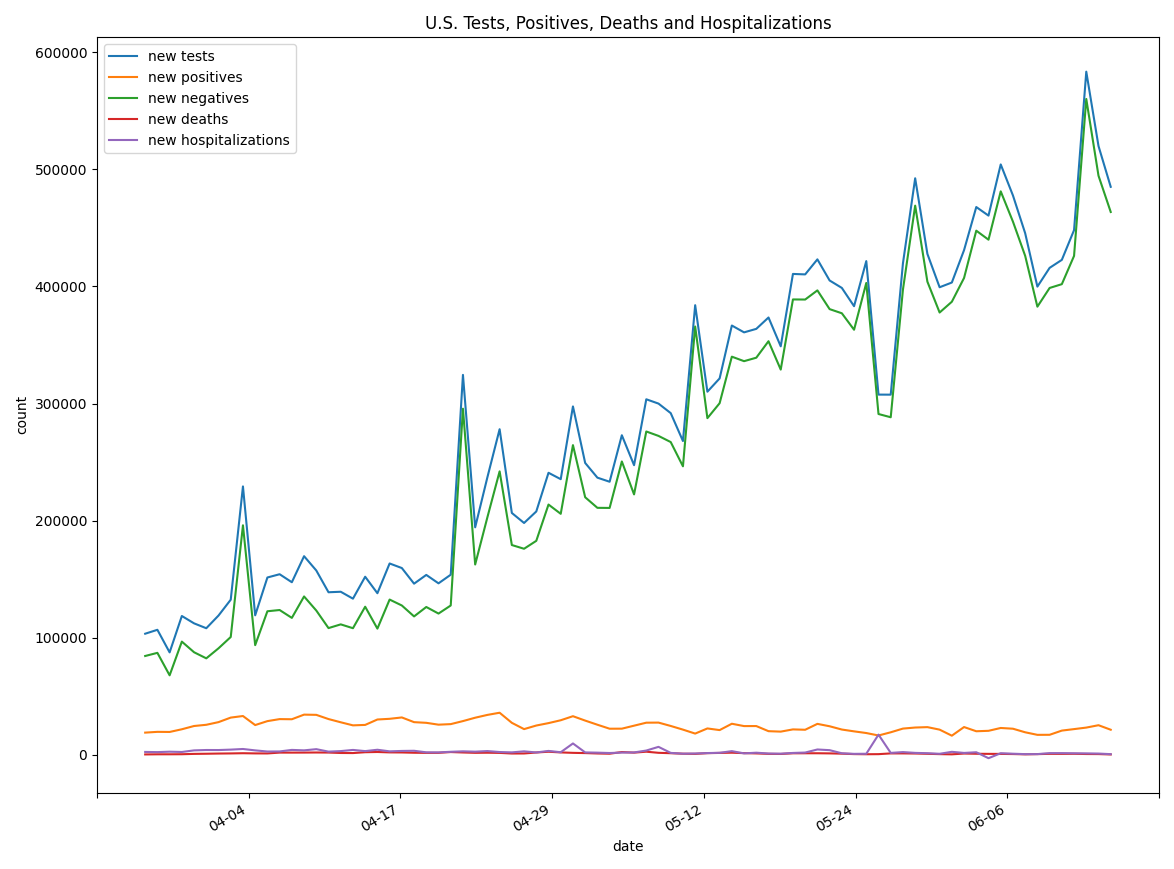 U.S. Tests, Positives, Deaths and Hospitalizations
new tests
new positives
new negatives
new deaths
new hospitalizations
600000
500000
400000
300000
200000
100000
0
count
04-04
04-17
04-29
05-12
05-24
06-06
date